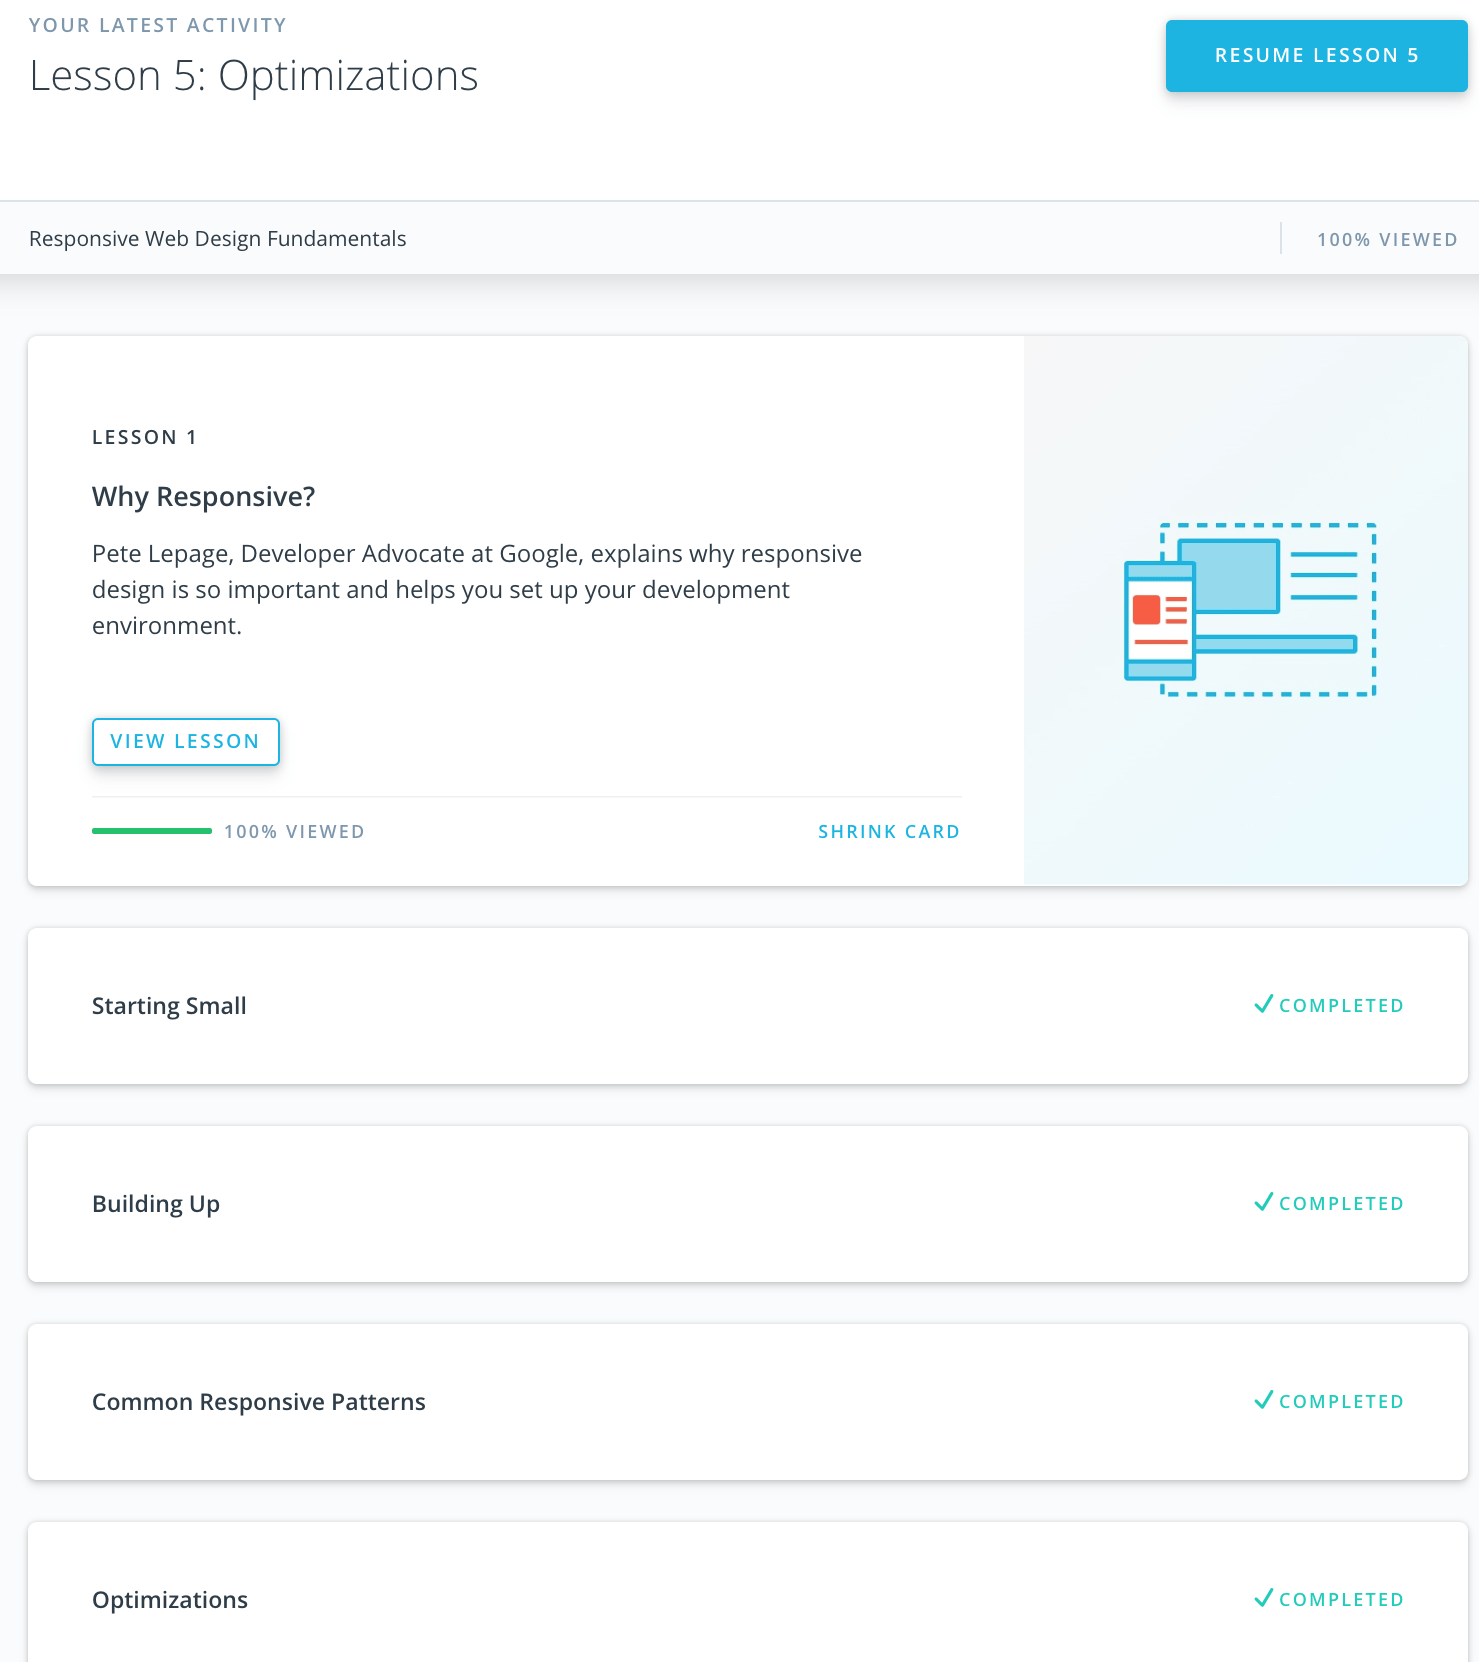 YOUR LATEST ACTIVITY
Lesson 5: Optimizations
RESUME LESSON 5
Responsive Web Design Fundamentals
100% VIEWED
LESSON 1
Why Responsive?
Pete Lepage, Developer Advocate at Google, explains why responsive
design is so important and helps you set up your development
environment.
VIEW LESSON
100% VIEWED
SHRINK CARD
Starting Small
COMPLETED
Building Up
COMPLETED
Common Responsive Patterns
COMPLETED
Optimizations
COMPLETED